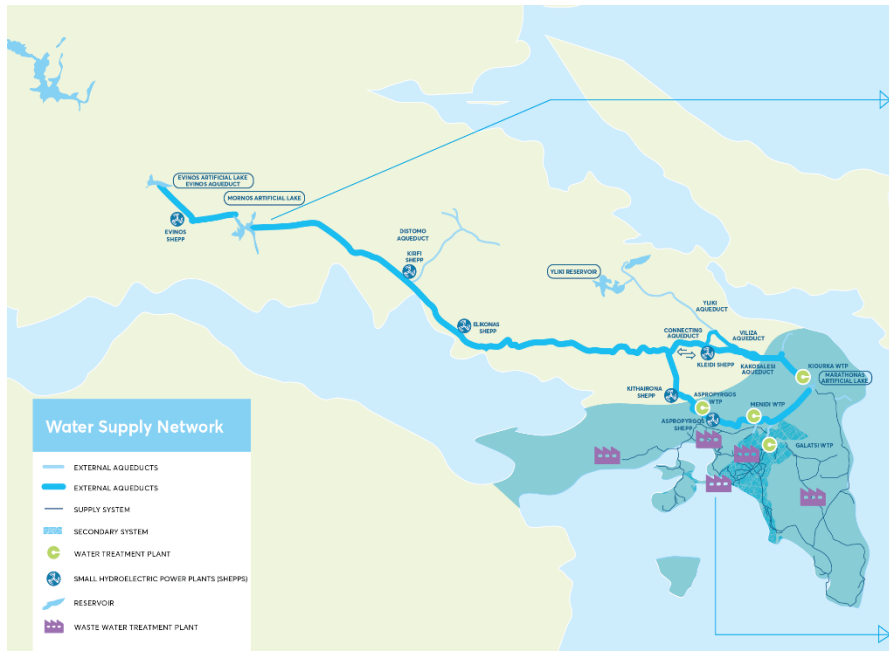 EVINOS ARTIFICIAL LAKE
EVINOS AQUEDUCT
MORNOS ARTIFICIAL LAKE
EVINOS
SHEPP
DISTOMO
AQUEDUCT
KIRFI
SHEPP
YLIKI RESERVOIR
ELIKONAS
SHEPP
YLIKI
AQUEDUCT
CONNECTING
AQUEDUCT
VILIZA
AQUEDUCT
KLEIDI SHEPP
KAKOSALESI
AQUEDUCT
KIOURKA WTP
MARATHONAS
ARTIFICIAL LAKE
KITHAIRONA
SHEPP
ASPROPYRGOS
WTP
MENIDI WTP
ASPROPYRGOS
SHEPP
GALATSI WTP
Water Supply Network
EXTERNAL AQUEDUCTS
EXTERNAL AQUEDUCTS
SUPPLY SYSTEM
SECONDARY SYSTEM
WATER TREATMENT PLANT
SMALL HYDROELECTRIC POWER PLANTS (SHEPPS)
RESERVOIR
WASTE WATER TREATMENT PLANT